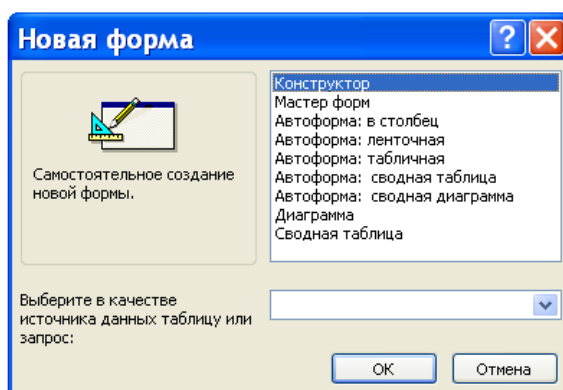 Новая форма
Самостоятельное создание
новой формы.
Конструктор
Мастер форм
Автоформа: в столбец
Автоформа: ленточная
Автоформа: табличная
Автоформа: сводная таблица
Автоформа: сводная диаграмма
Диаграмма
Сводная таблица
Выберите в качестве
источника данных таблицу или
запрос:
ОК
Отмена